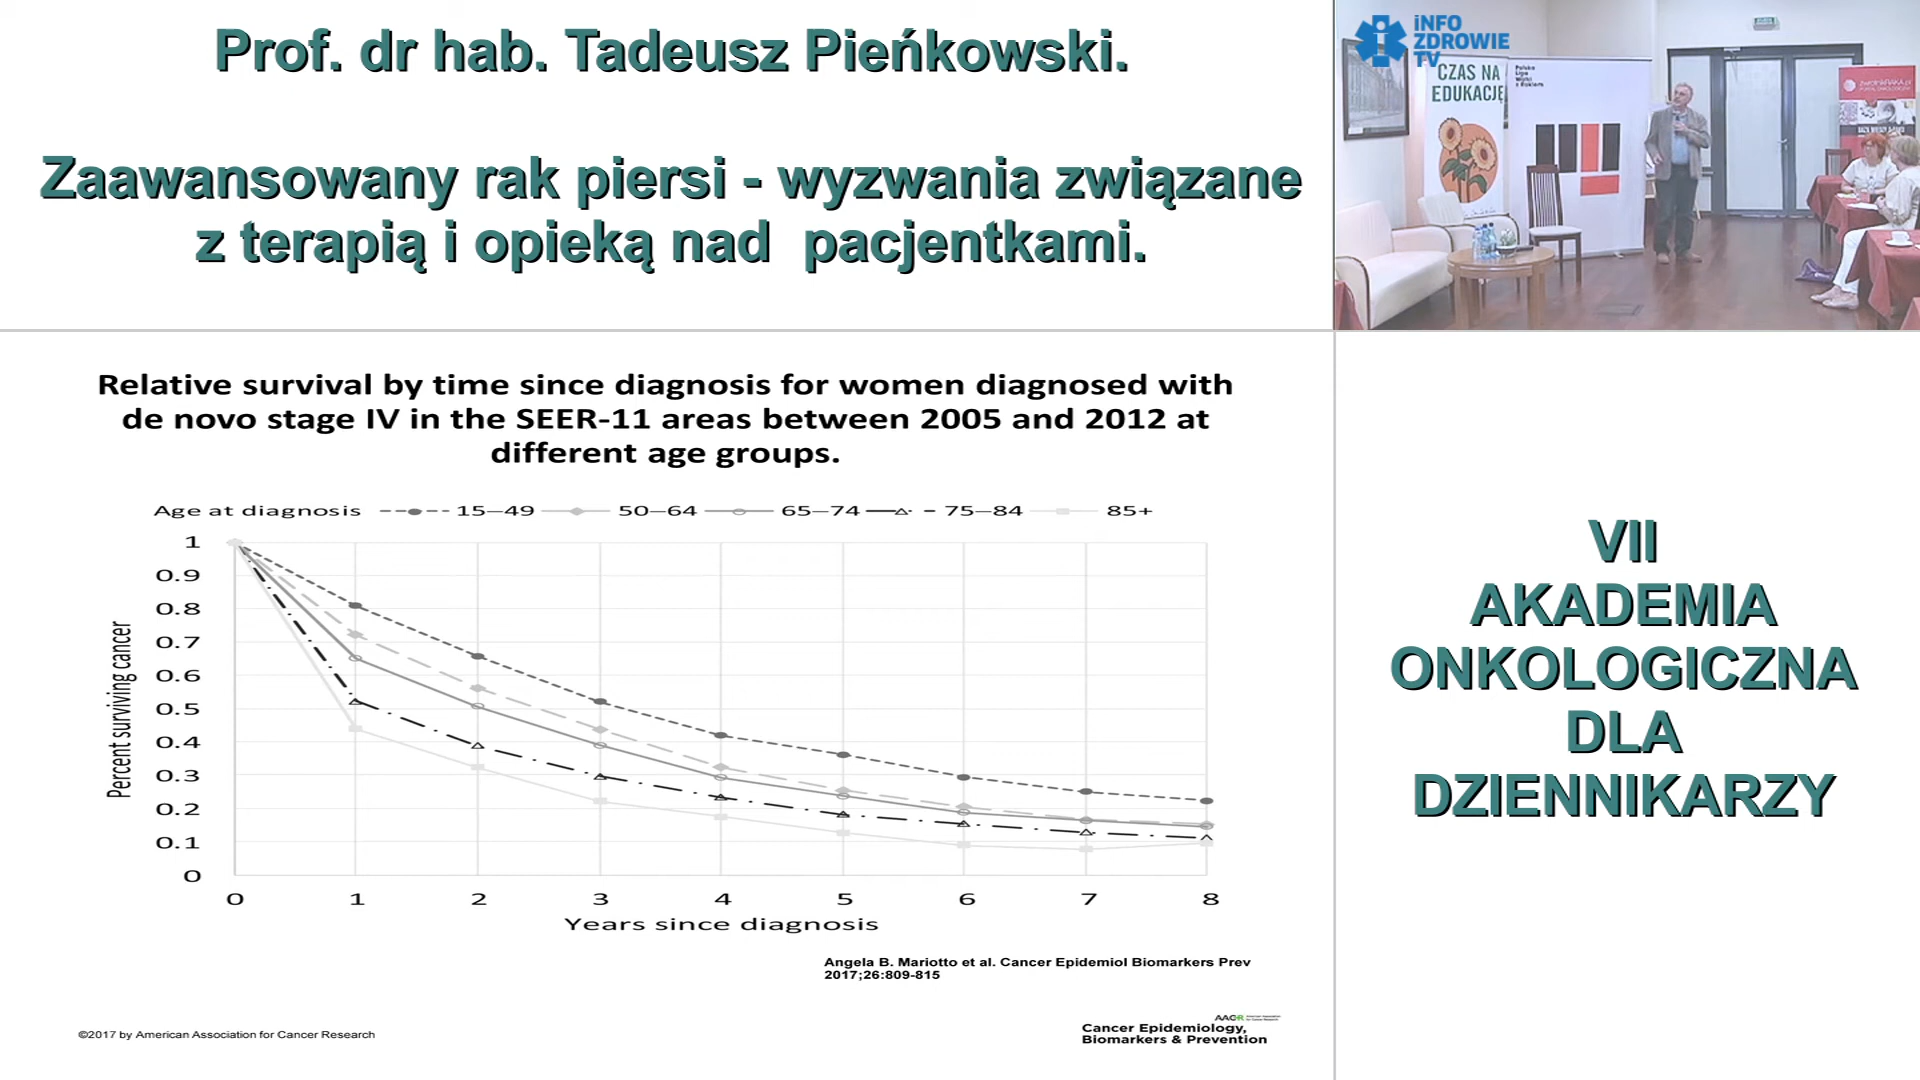 Prof. dr hab. Tadeusz Pieńkowski.
Zaawansowany rak piersi - wyzwania związane
z terapią i opieką nad pacjentkami.
iNFO
ZDROWIE
TV
CZAS NA
EDUKACJĘ
Relative survival by time since diagnosis for women diagnosed with
de novo stage IV in the SEER-11 areas between 2005 and 2012 at
different age groups.
Age at diagnosis 15–49 50–64 65–74 75–84 85+
Percent surviving cancer
1
0.9
0.8
0.7
0.6
0.5
0.4
0.3
0.2
0.1
0
0 1 2 3 4 5 6 7 8
Years since diagnosis
Angela B. Mariotto et al. Cancer Epidemiol Biomarkers Prev
2017;26:809-815
©2017 by American Association for Cancer Research
AACR
Cancer Epidemiology,
Biomarkers & Prevention
VII
AKADEMIA
ONKOLOGICZNA
DLA
DZIENNIKARZY